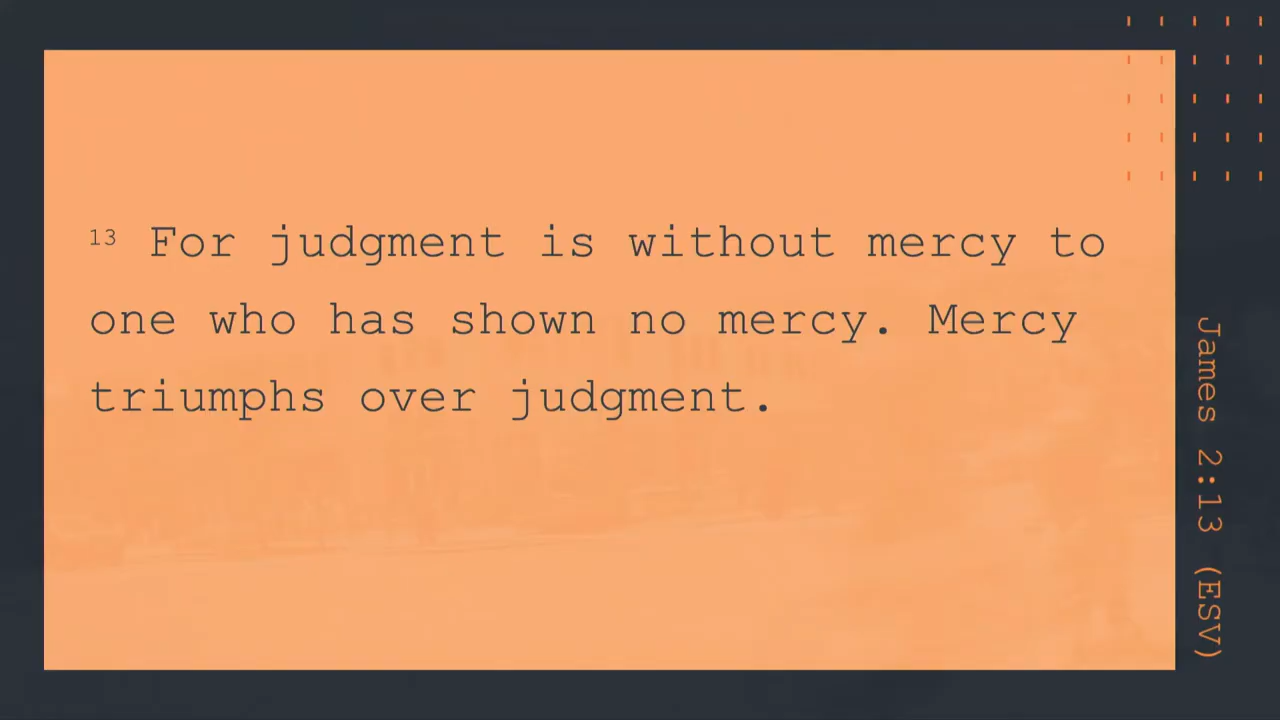 13 For judgment is without mercy to
one who has shown no mercy. Mercy
triumphs over judgment.
James 2:13 (ESV)